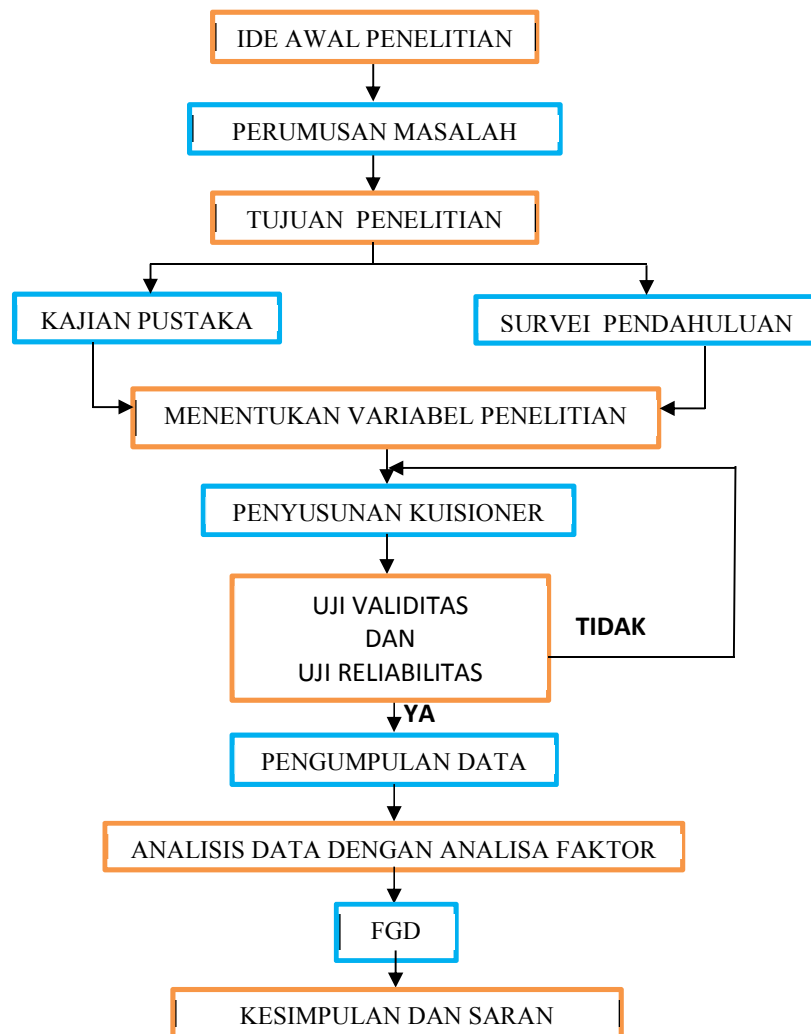 IDE AWAL PENELITIAN
PERUMUSAN MASALAH
TUJUAN PENELITIAN
KAJIAN PUSTAKA
SURVEI PENDAHULUAN
MENENTUKAN VARIABEL PENELITIAN
PENYUSUNAN KUISIONER
UJI VALIDITAS
DAN
UJI RELIABILITAS
TIDAK
YA
PENGUMPULAN DATA
ANALISIS DATA DENGAN ANALISA FAKTOR
FGD
KESIMPULAN DAN SARAN